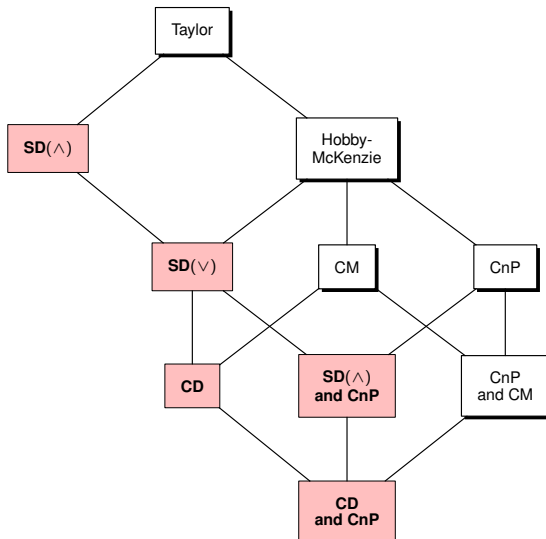 Taylor
SD(∧)
Hobby-
McKenzie
SD(∨)
CM
CnP
CD
SD(∧)
and CnP
CnP
and CM
CD
and CnP